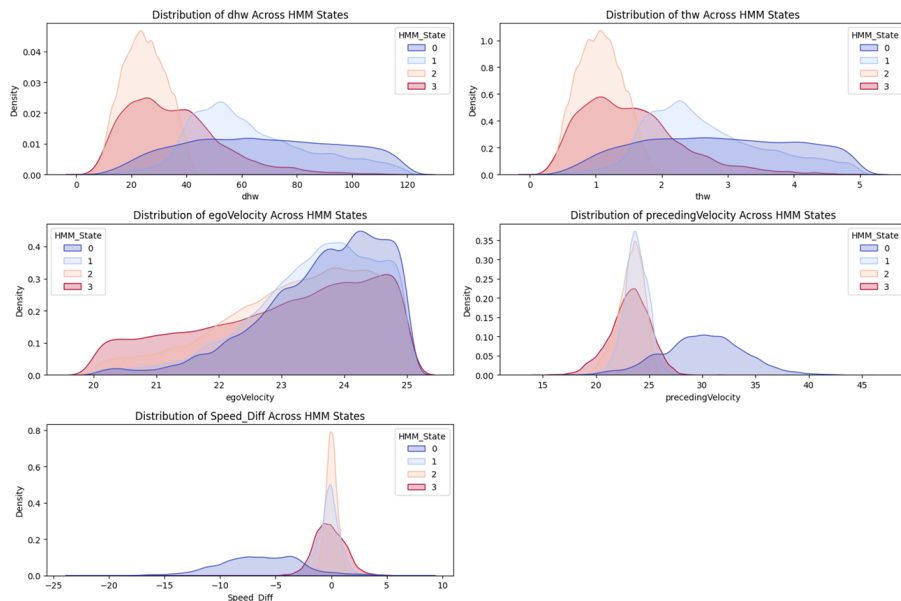 Distribution of dhw Across HMM States
HMM_State
0
1
2
3
Density
0.04
0.03
0.02
0.01
0.00
0 20 40 60 80 100 120
dhw
Distribution of thw Across HMM States
HMM_State
0
1
2
3
Density
1.0
0.8
0.6
0.4
0.2
0.0
0 1 2 3 4 5
thw
Distribution of egoVelocity Across HMM States
HMM_State
0
1
2
3
Density
0.4
0.3
0.2
0.1
0.0
20 21 22 23 24 25
egoVelocity
Distribution of precedingVelocity Across HMM States
HMM_State
0
1
2
3
Density
0.35
0.30
0.25
0.20
0.15
0.10
0.05
0.00
15 20 25 30 35 40 45
precedingVelocity
Distribution of Speed_Diff Across HMM States
HMM_State
0
1
2
3
Density
0.8
0.6
0.4
0.2
0.0
−25 −20 −15 −10 −5 0 5 10
Speed_Diff